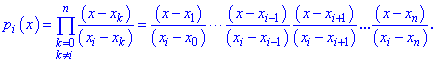 p_i (x) = ∏_{k=0, k≠i}^{n} (x−x_k)/(x_i−x_k) = (x−x_1)/(x_i−x_0) ··· (x−x_{i−1})/(x_i−x_{i−1}) (x−x_{i+1})/(x_i−x_{i+1}) ... (x−x_n)/(x_i−x_n).